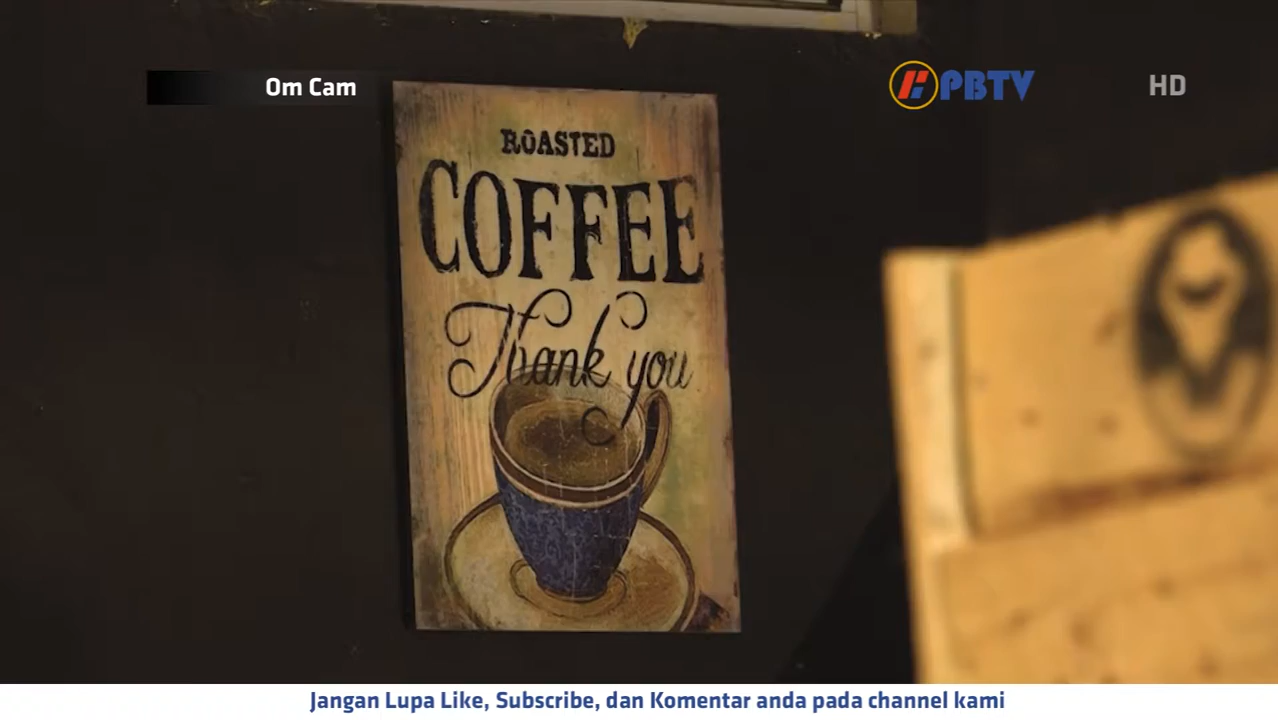 Om Cam
PBTV
HD
ROASTED
COFFEE
Thank you
Jangan Lupa Like, Subscribe, dan Komentar anda pada channel kami